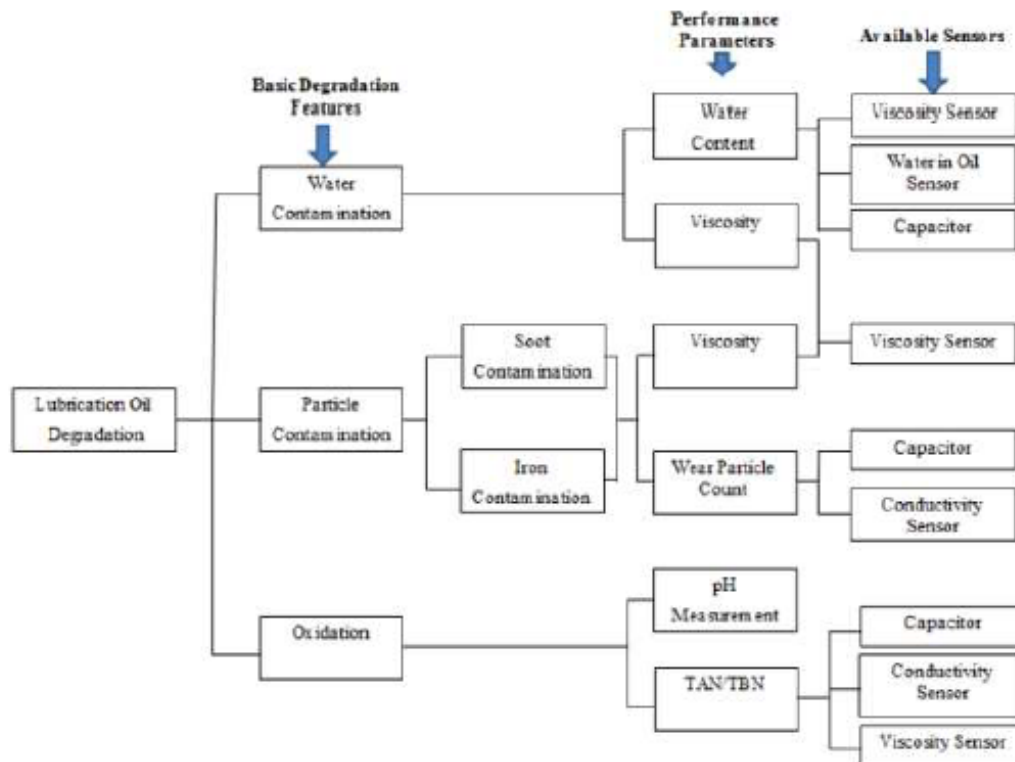 Performance
Parameters
Available Sensors
Basic Degradation
Features
Water
Content
Viscosity Sensor
Water in Oil
Sensor
Capacitor
Water
Contamination
Viscosity
Soot
Contamination
Viscosity
Viscosity Sensor
Lubrication Oil
Degradation
Particle
Contamination
Iron
Contamination
Wear Particle
Count
Capacitor
Conductivity
Sensor
Oxidation
pH
Measurement
TAN/TBN
Capacitor
Conductivity
Sensor
Viscosity Sensor